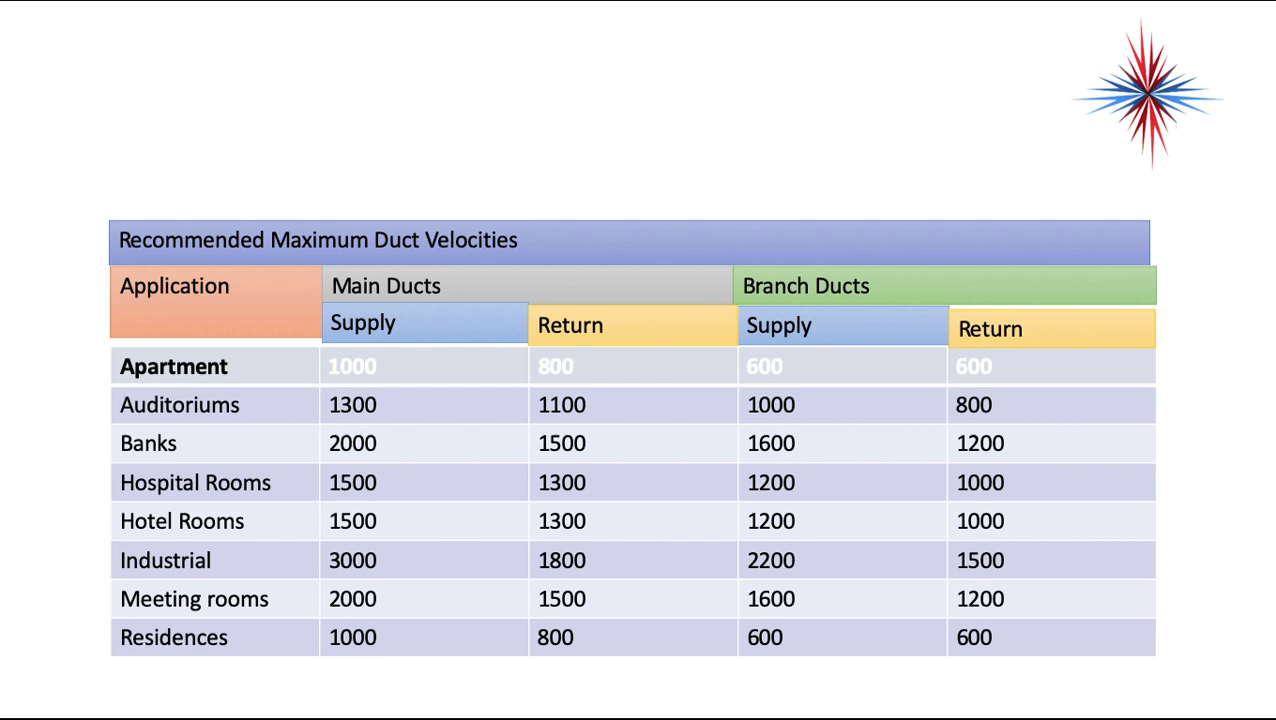 Recommended Maximum Duct Velocities
Application Main Ducts Branch Ducts
Supply Return Supply Return
Apartment 1000 800 600 600
Auditoriums 1300 1100 1000 800
Banks 2000 1500 1600 1200
Hospital Rooms 1500 1300 1200 1000
Hotel Rooms 1500 1300 1200 1000
Industrial 3000 1800 2200 1500
Meeting rooms 2000 1500 1600 1200
Residences 1000 800 600 600